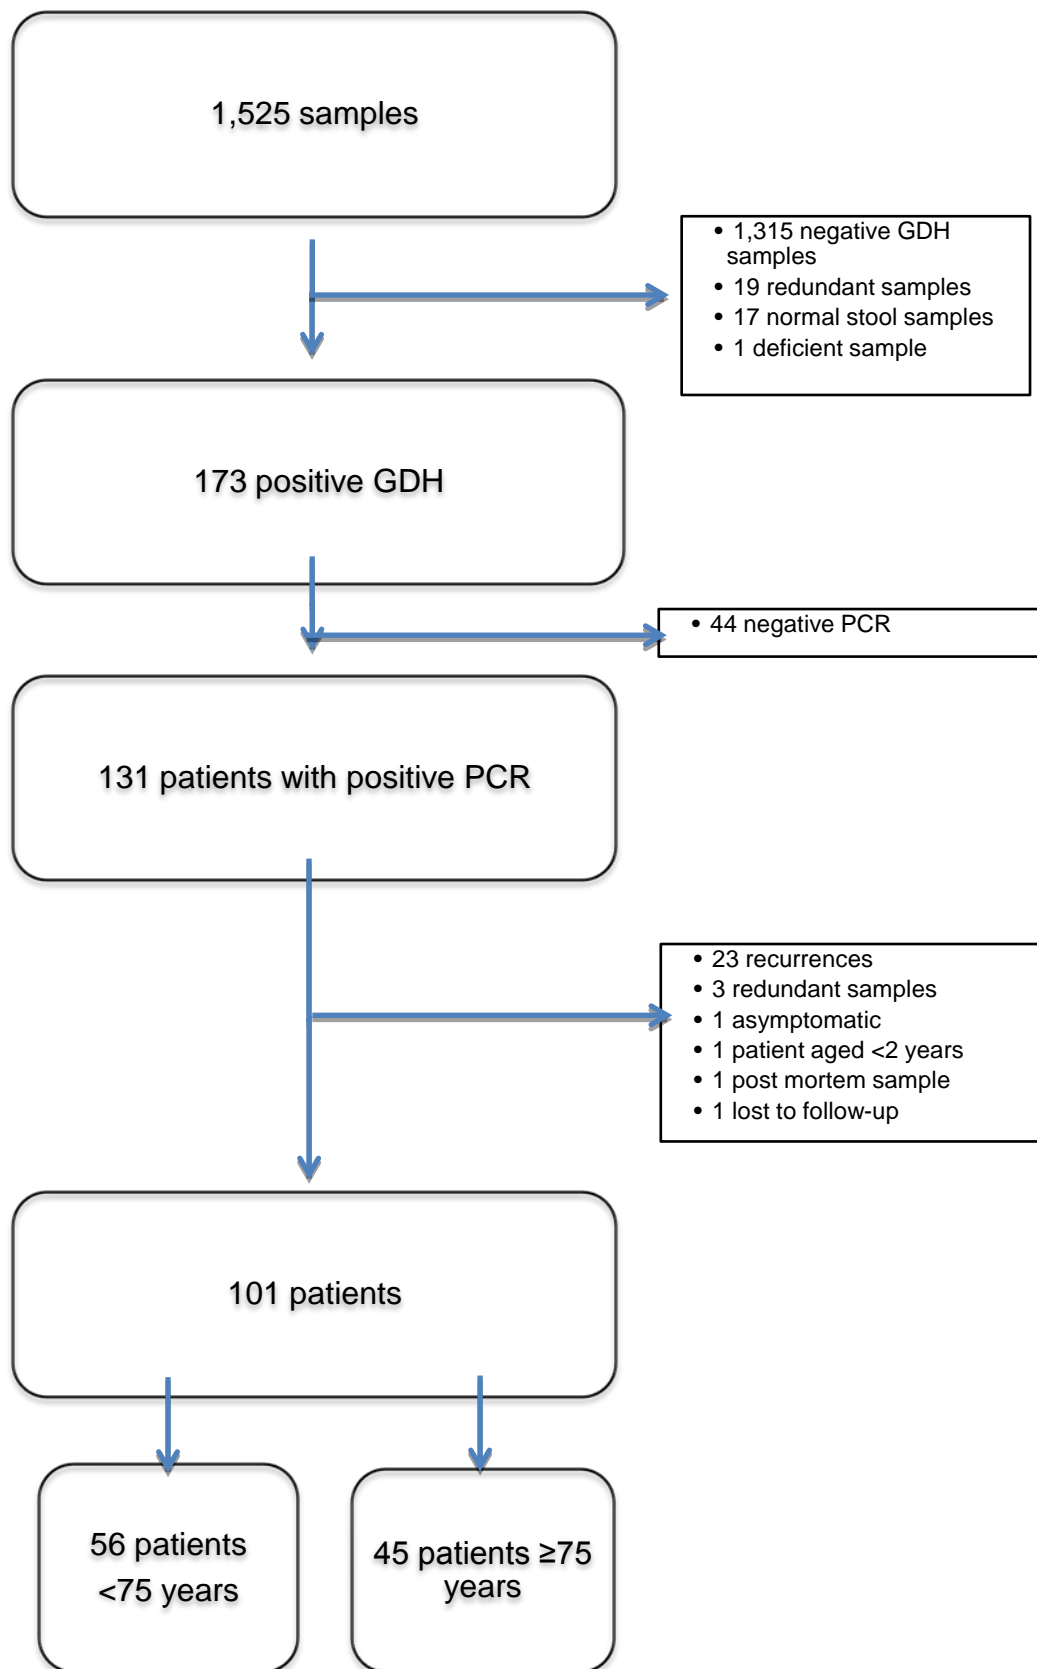 1,525 samples
• 1,315 negative GDH
samples
• 19 redundant samples
• 17 normal stool samples
• 1 deficient sample
173 positive GDH
• 44 negative PCR
131 patients with positive PCR
• 23 recurrences
• 3 redundant samples
• 1 asymptomatic
• 1 patient aged <2 years
• 1 post mortem sample
• 1 lost to follow-up
101 patients
56 patients
<75 years
45 patients ≥75
years